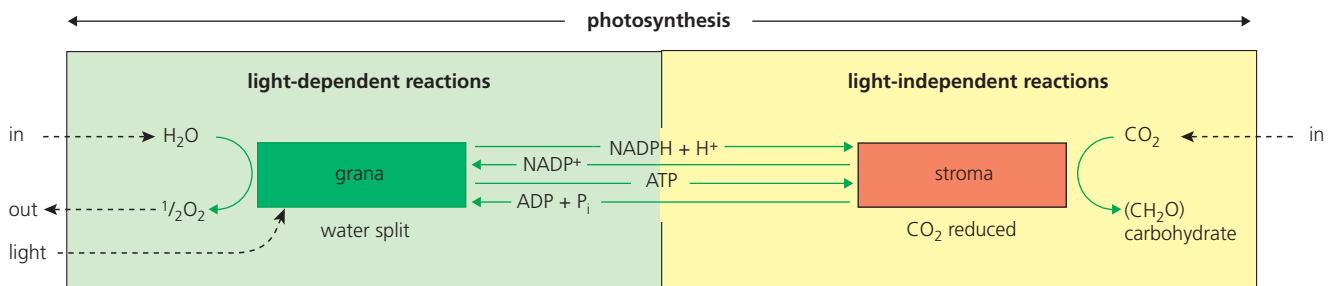 photosynthesis
light-dependent reactions
light-independent reactions
in
H₂O
NADPH + H⁺
CO₂
in
NADP⁺
grana
ATP
stroma
out
½O₂
ADP + Pᵢ
(CH₂O)
carbohydrate
water split
CO₂ reduced
light